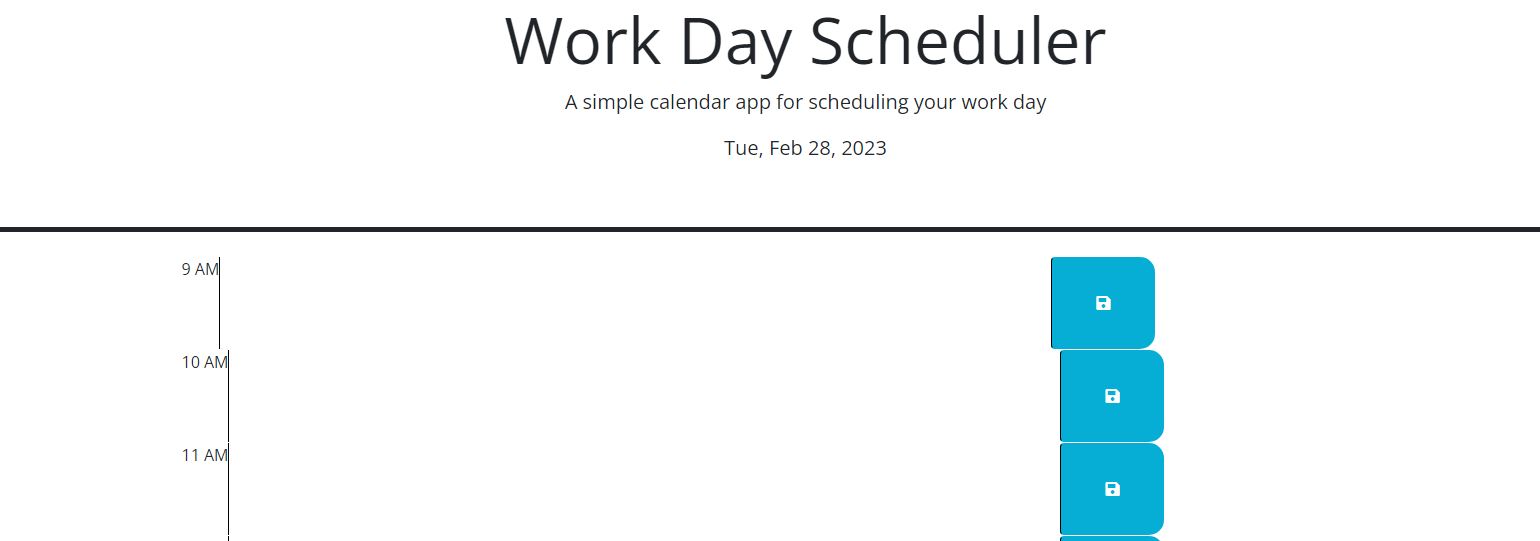 Work Day Scheduler
A simple calendar app for scheduling your work day
Tue, Feb 28, 2023
9 AM
10 AM
11 AM